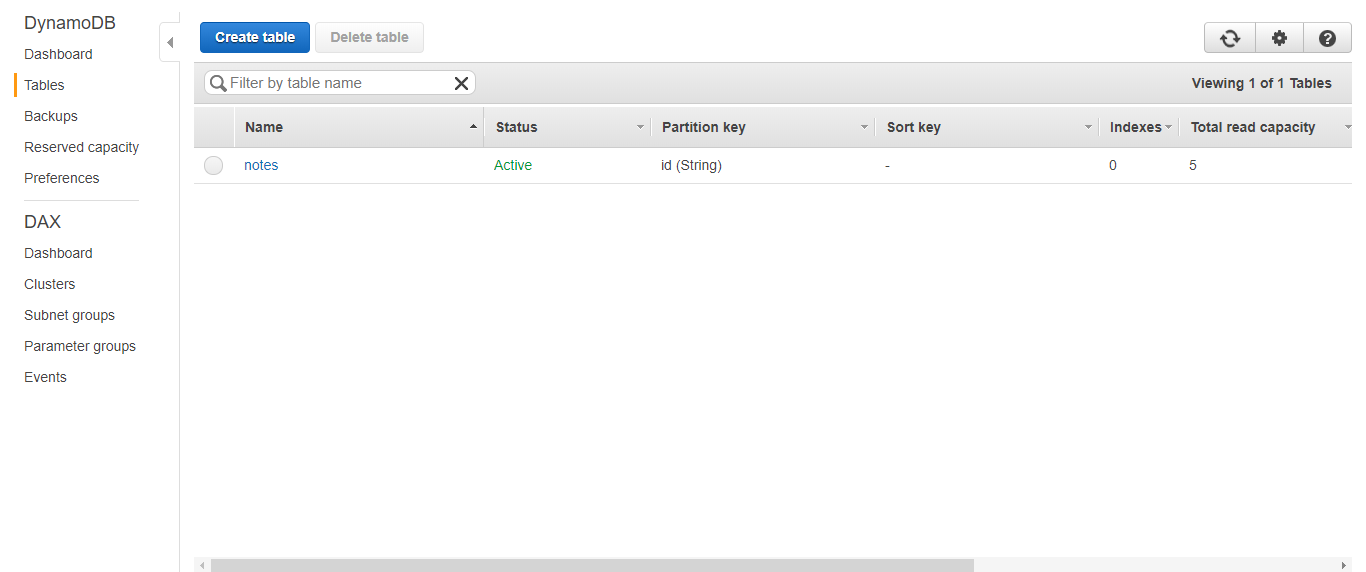 DynamoDB
Dashboard
Tables
Backups
Reserved capacity
Preferences
DAX
Dashboard
Clusters
Subnet groups
Parameter groups
Events
Create table Delete table
Filter by table name Viewing 1 of 1 Tables
Name Status Partition key Sort key Indexes Total read capacity
notes Active id (String) - 0 5